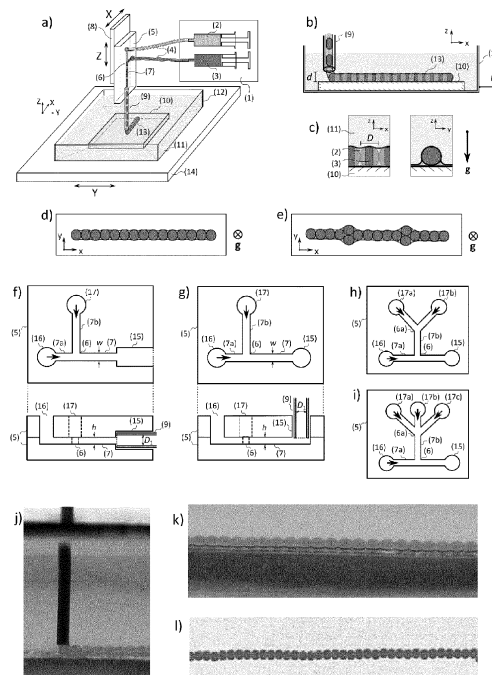 a)
X
(8)
(5)
(2)
Z
(4)
(6)
(7)
(3)
(1)
(9)
(10)
(12)
(13)
(11)
Z X Y
Y
(14)
b)
z x
(9)
(13)
(10)
d
c)
(11)
z x
z y
D
(2)
(3)
(10)
g
d)
y x
g
e)
y x
g
f)
(17)
(5)
(7b)
(16)
(7a)
(6)
w
(7)
(15)
(16)
(17)
(15)
(9)
h
D
(5)
(6)
(7)
g)
(17)
(5)
(7b)
(16)
(7a)
(6)
w
(7)
(15)
(9)
(16)
(17)
D
h
(15)
(5)
(6)
(7)
h)
(17a)
(17b)
(5)
(6a)
(7b)
(16)
(7a)
(6)
(15)
i)
(17a)
(17b)
(17c)
(5)
(6a)
(7b)
(16)
(7a)
(6)
(15)
j)
k)
l)